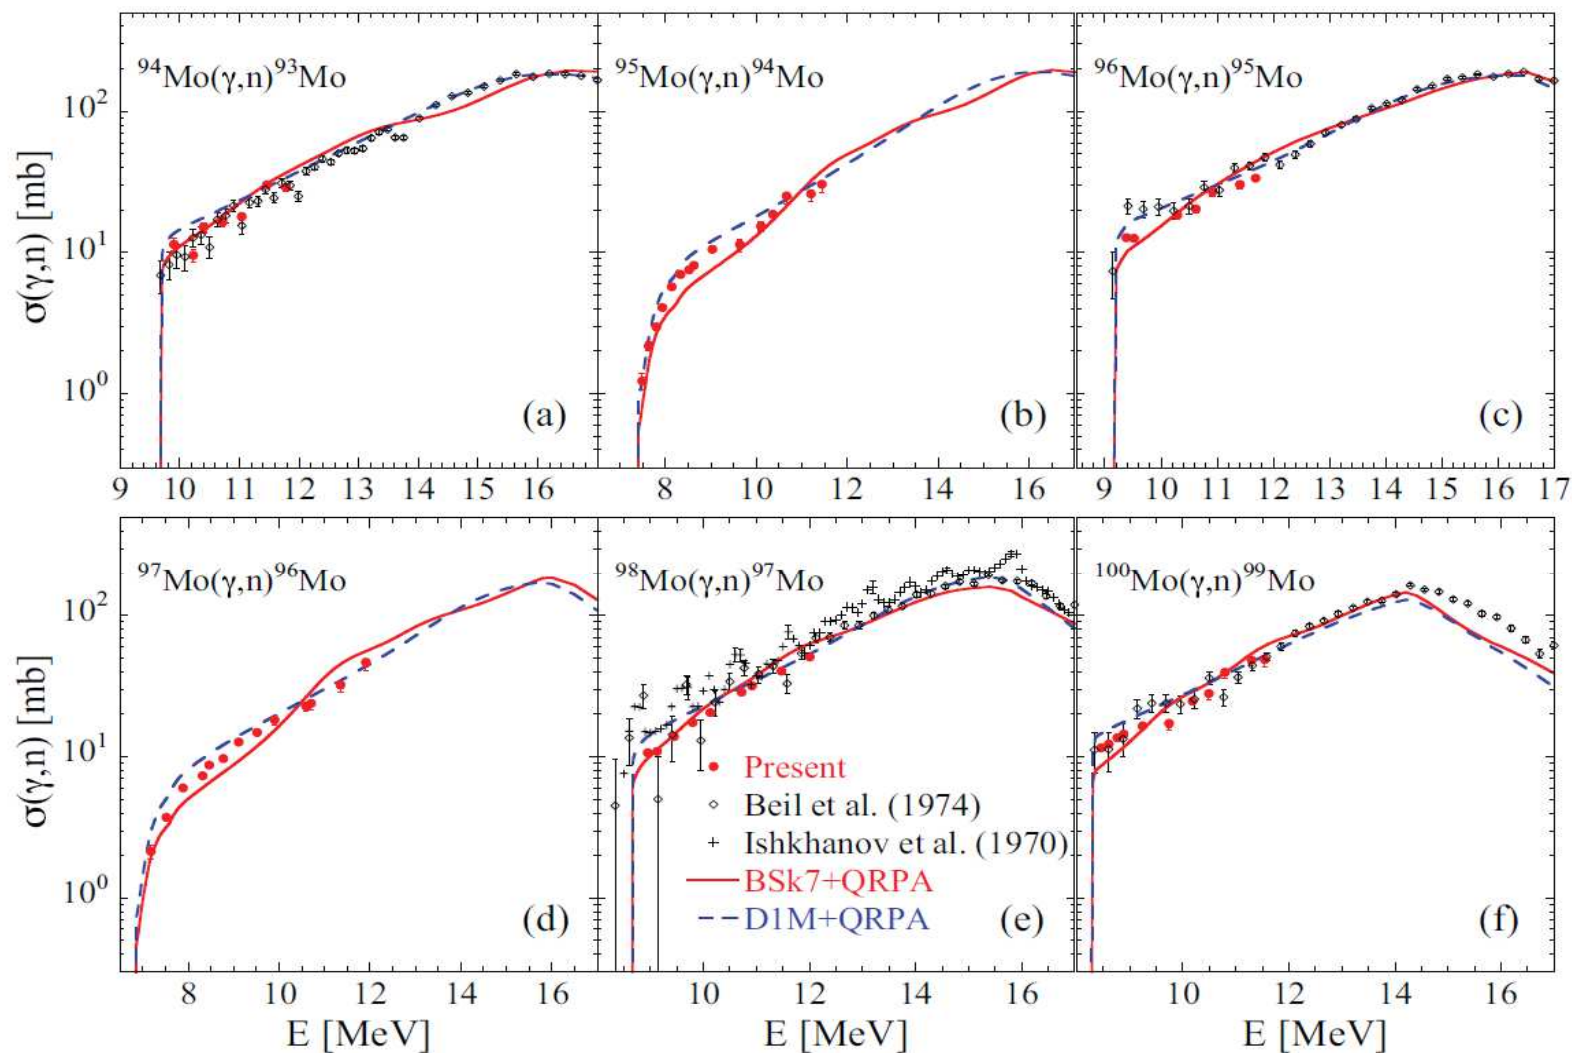 ⁹⁴Mo(γ,n)⁹³Mo
⁹⁵Mo(γ,n)⁹⁴Mo
⁹⁶Mo(γ,n)⁹⁵Mo
σ(γ,n) [mb]
10²
10¹
10⁰
(a)
(b)
(c)
9 10 11 12 13 14 15 16
8 10 12 14 16
9 10 11 12 13 14 15 16 17
⁹⁷Mo(γ,n)⁹⁶Mo
⁹⁸Mo(γ,n)⁹⁷Mo
¹⁰⁰Mo(γ,n)⁹⁹Mo
σ(γ,n) [mb]
10²
10¹
10⁰
Present
Beil et al. (1974)
Ishkhanov et al. (1970)
BSk7+QRPA
D1M+QRPA
(d)
(e)
(f)
8 10 12 14 16
10 12 14 16
10 12 14 16
E [MeV]
E [MeV]
E [MeV]